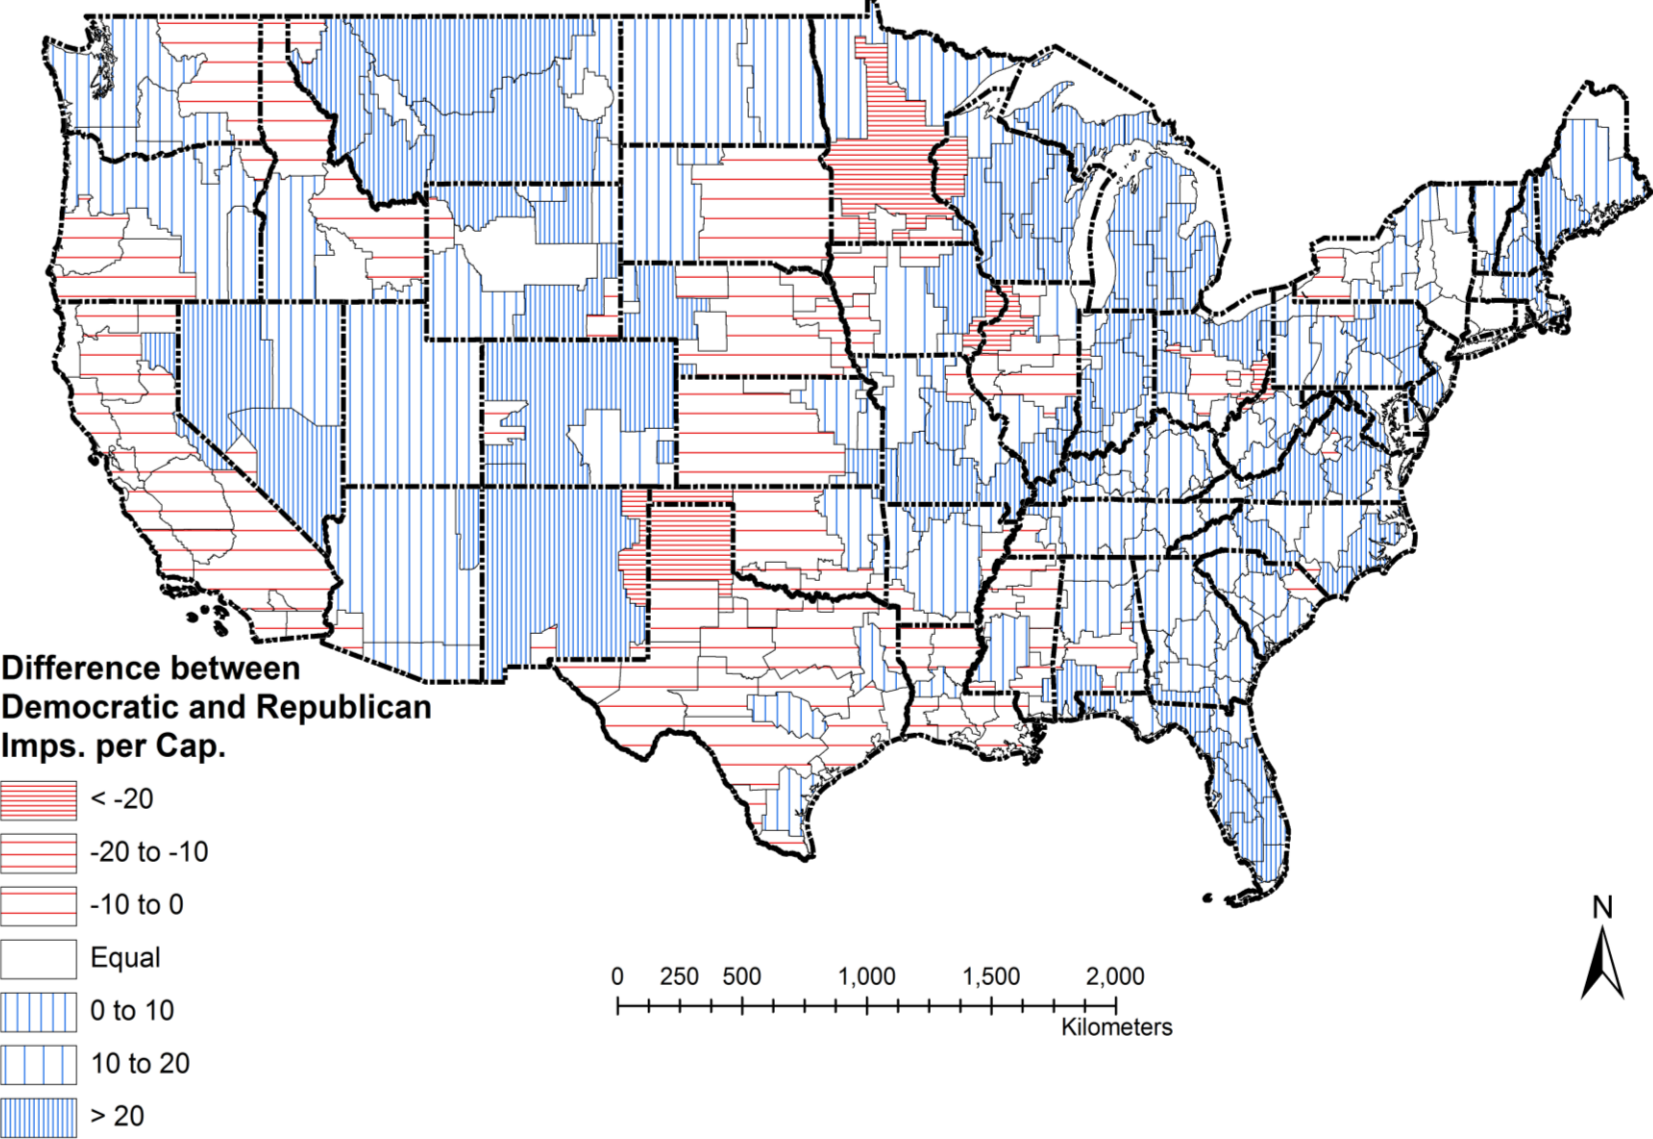 Difference between
Democratic and Republican
Imps. per Cap.
< -20
-20 to -10
-10 to 0
Equal
0 to 10
10 to 20
> 20
0 250 500 1,000 1,500 2,000
Kilometers
N